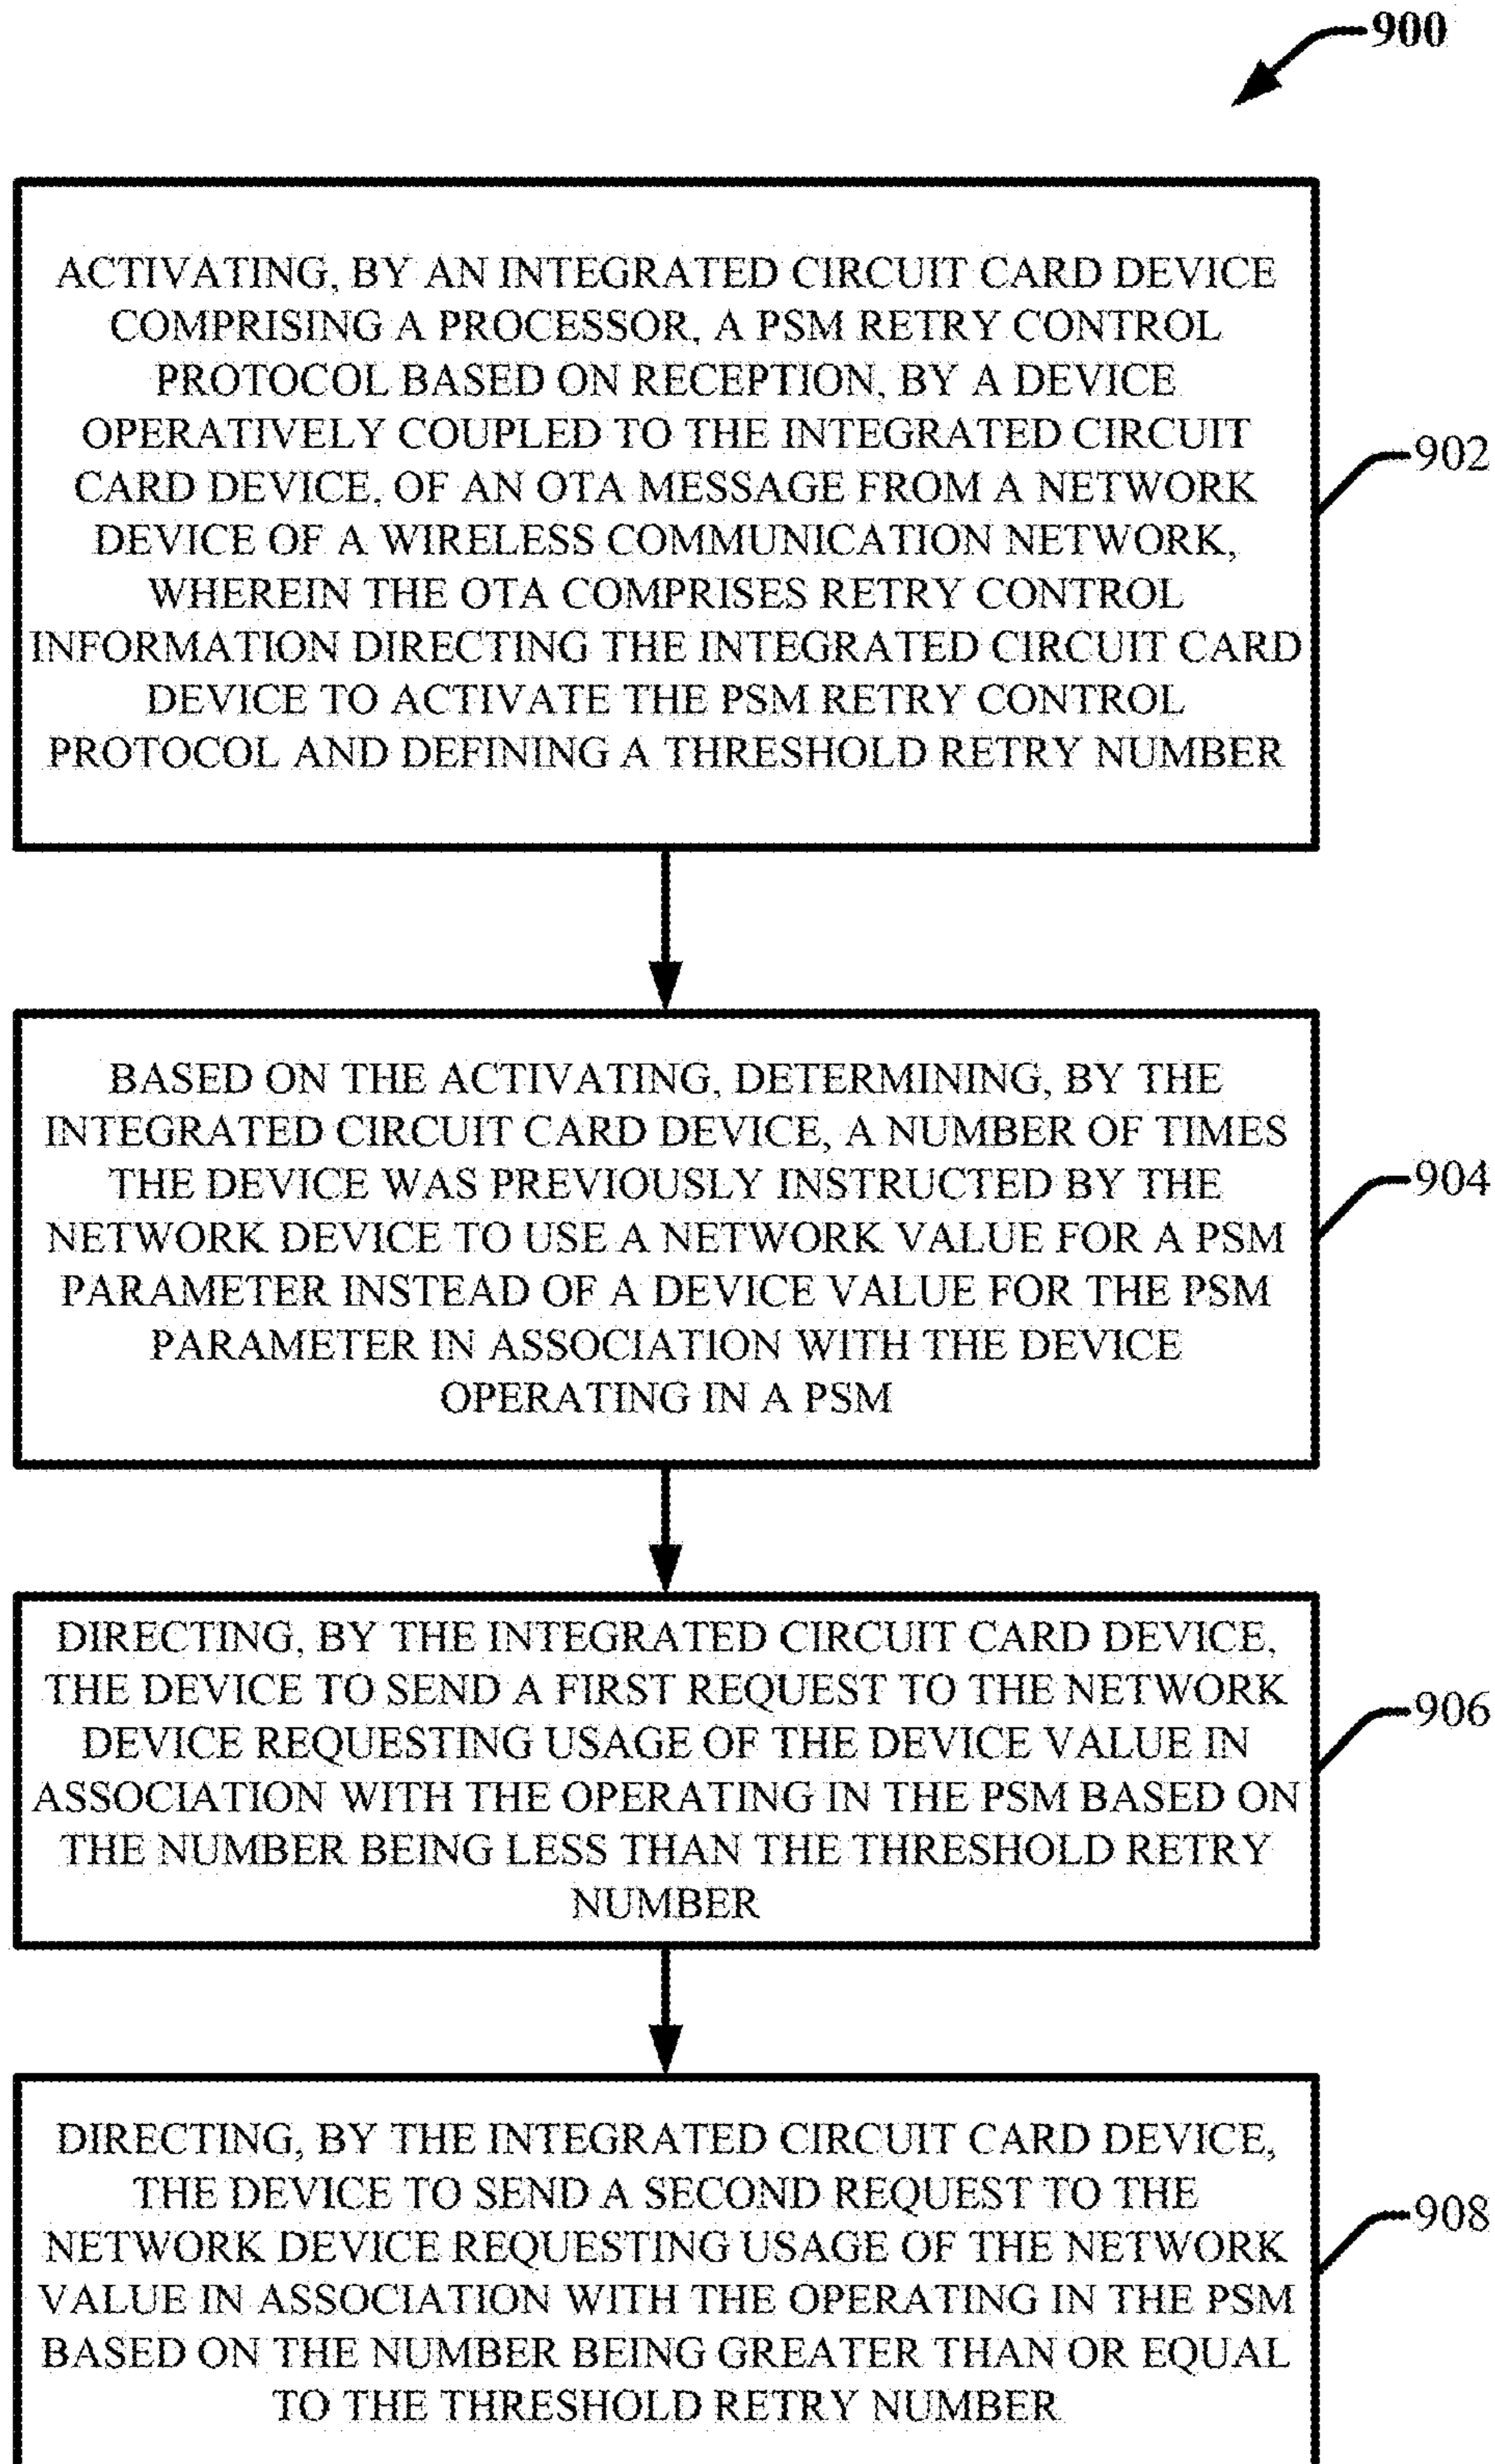 900
ACTIVATING, BY AN INTEGRATED CIRCUIT CARD DEVICE
COMPRISING A PROCESSOR, A PSM RETRY CONTROL
PROTOCOL BASED ON RECEPTION, BY A DEVICE
OPERATIVELY COUPLED TO THE INTEGRATED CIRCUIT
CARD DEVICE, OF AN OTA MESSAGE FROM A NETWORK
DEVICE OF A WIRELESS COMMUNICATION NETWORK,
WHEREIN THE OTA COMPRISES RETRY CONTROL
INFORMATION DIRECTING THE INTEGRATED CIRCUIT CARD
DEVICE TO ACTIVATE THE PSM RETRY CONTROL
PROTOCOL AND DEFINING A THRESHOLD RETRY NUMBER
902
BASED ON THE ACTIVATING, DETERMINING, BY THE
INTEGRATED CIRCUIT CARD DEVICE, A NUMBER OF TIMES
THE DEVICE WAS PREVIOUSLY INSTRUCTED BY THE
NETWORK DEVICE TO USE A NETWORK VALUE FOR A PSM
PARAMETER INSTEAD OF A DEVICE VALUE FOR THE PSM
PARAMETER IN ASSOCIATION WITH THE DEVICE
OPERATING IN A PSM
904
DIRECTING, BY THE INTEGRATED CIRCUIT CARD DEVICE,
THE DEVICE TO SEND A FIRST REQUEST TO THE NETWORK
DEVICE REQUESTING USAGE OF THE DEVICE VALUE IN
ASSOCIATION WITH THE OPERATING IN THE PSM BASED ON
THE NUMBER BEING LESS THAN THE THRESHOLD RETRY
NUMBER
906
DIRECTING, BY THE INTEGRATED CIRCUIT CARD DEVICE,
THE DEVICE TO SEND A SECOND REQUEST TO THE
NETWORK DEVICE REQUESTING USAGE OF THE NETWORK
VALUE IN ASSOCIATION WITH THE OPERATING IN THE PSM
BASED ON THE NUMBER BEING GREATER THAN OR EQUAL
TO THE THRESHOLD RETRY NUMBER
908